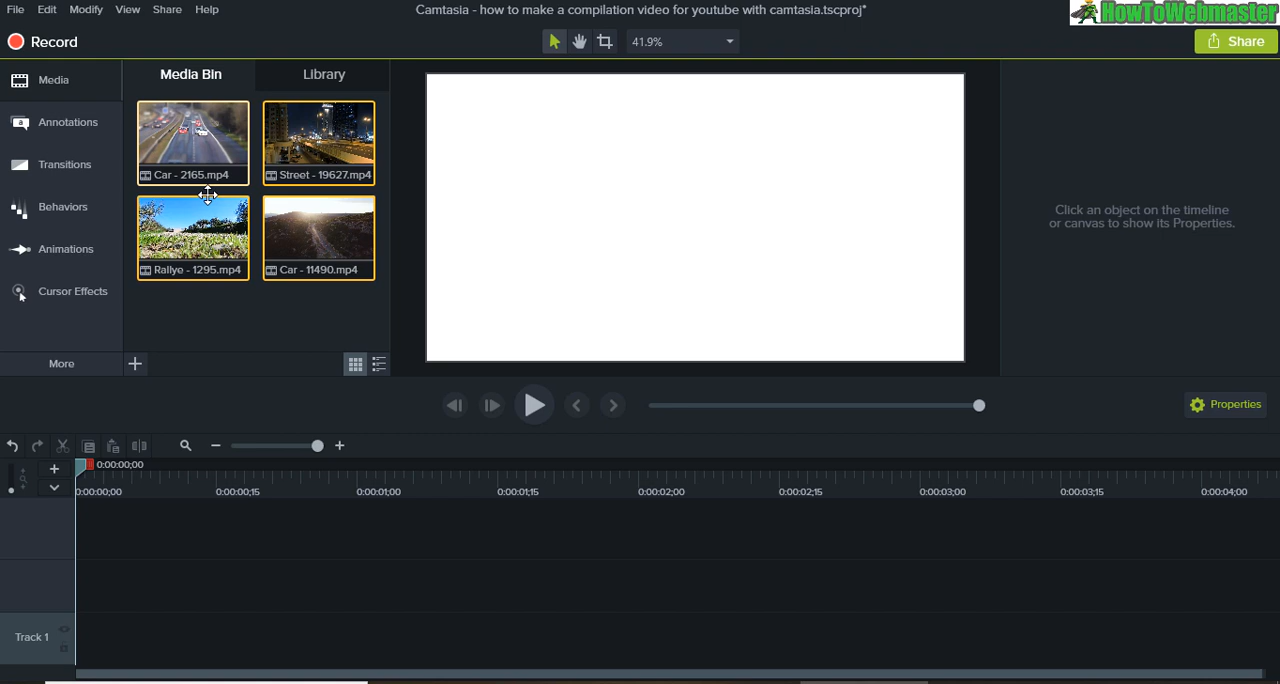 File Edit Modify View Share Help
Camtasia - how to make a compilation video for youtube with camtasia.tscproj*
HowToWebmaster
Record
41.9%
Share
Media
Annotations
Transitions
Behaviors
Animations
Cursor Effects
More
Media Bin
Library
Car - 2165.mp4
Street - 19627.mp4
Rallye - 1295.mp4
Car - 11490.mp4
Click an object on the timeline
or canvas to show its Properties.
Properties
0:00:00;00
0:00:00;00 0:00:00;15 0:00:01;00 0:00:01;15 0:00:02;00 0:00:02;15 0:00:03;00 0:00:03;15 0:00:04;00
Track 1